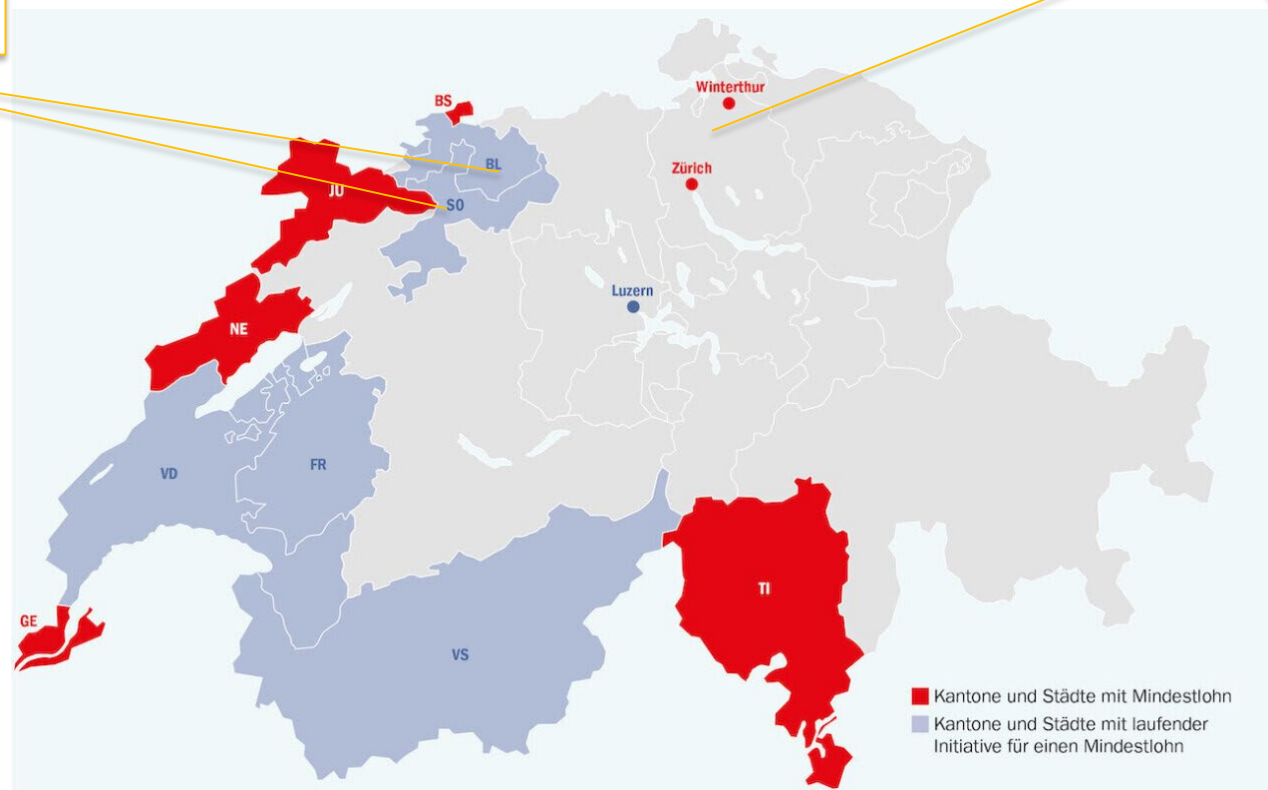 Winterthur
BS
Zürich
BL
JU
SO
Luzern
NE
FR
VD
TI
GE
VS
Kantone und Städte mit Mindestlohn
Kantone und Städte mit laufender
Initiative für einen Mindestlohn